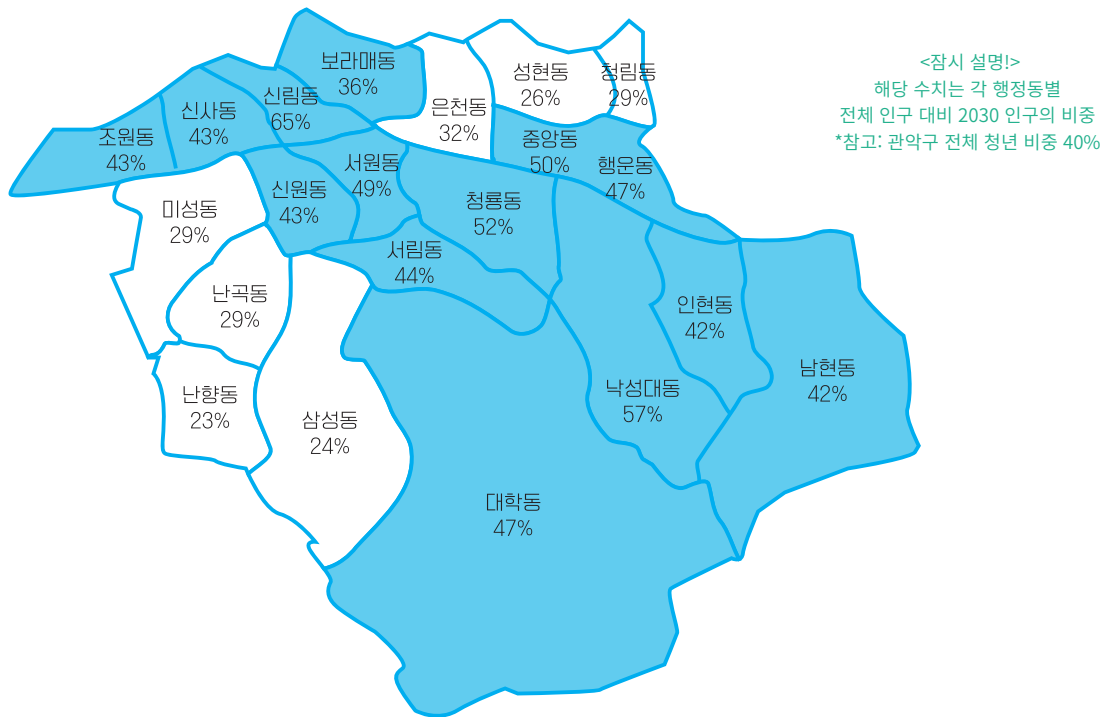 보라매동
36%
성현동
26%
청림동
29%
<잠시 설명!>
해당 수치는 각 행정동별
전체 인구 대비 2030 인구의 비중
*참고: 관악구 전체 청년 비중 40%
신림동
65%
은천동
32%
신사동
43%
조원동
43%
중앙동
50%
행운동
47%
서원동
49%
신원동
43%
청룡동
52%
미성동
29%
서림동
44%
난곡동
29%
인헌동
42%
남현동
42%
난향동
23%
낙성대동
57%
삼성동
24%
대학동
47%